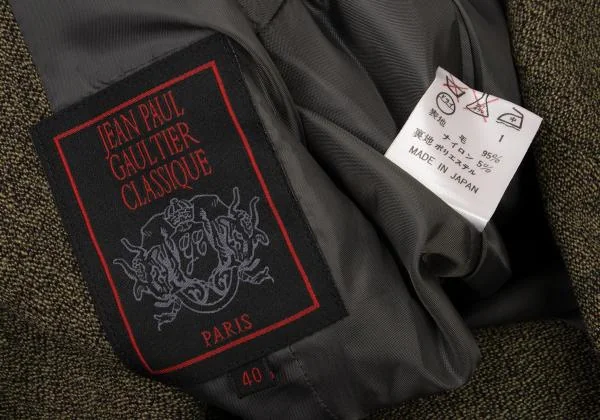 JEAN PAUL
GAULTIER
CLASSIQUE
PARIS
40
表地 毛 95%
ナイロン 5%
裏地 ポリエステル
MADE IN JAPAN